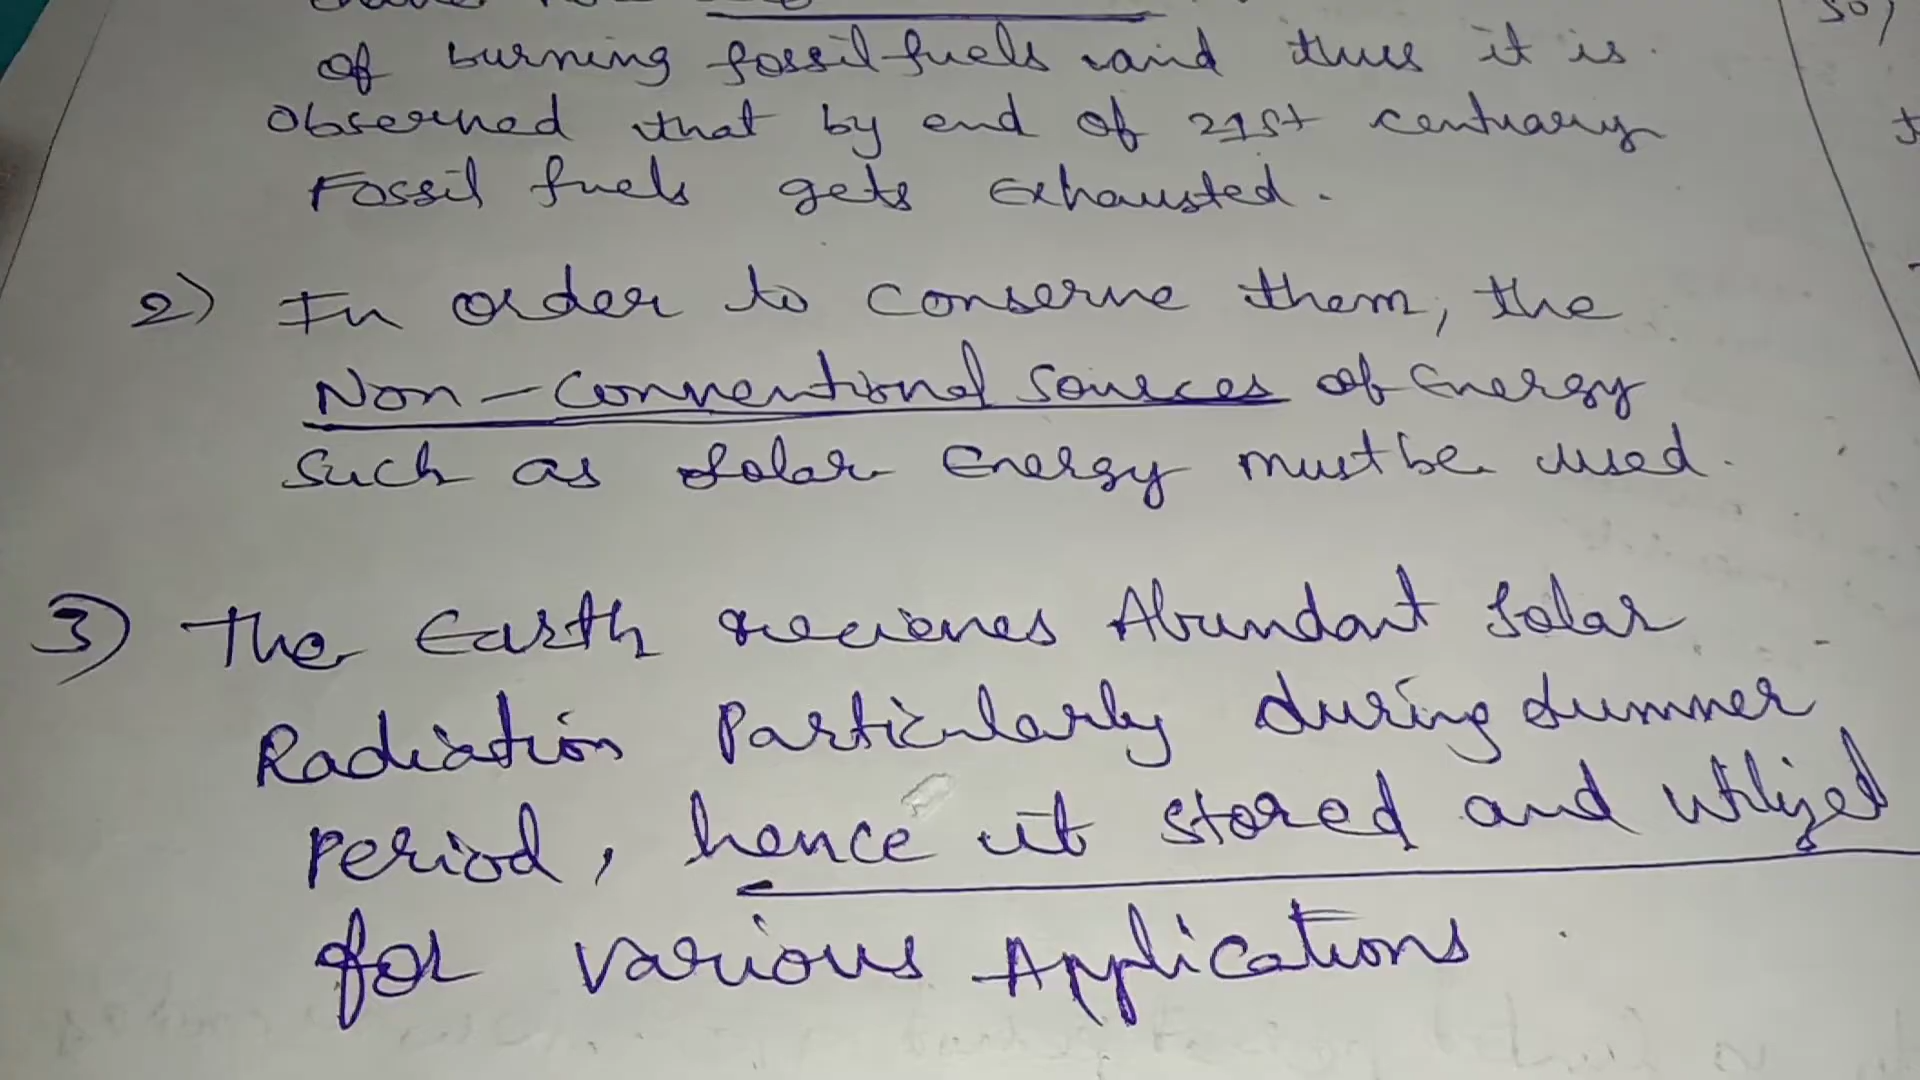 of burning fossil fuels and thus it is
Observed that by end of 21st centuary
Fossil fuels gets Exhausted.
2) In order to conserve them, the
Non-Conventional Sources of Energy
Such as Solar Energy must be used.
3) The Earth recieves Abundant Solar
Radiation Particularly during Summer
Period, hence it stored and utilized
for various Applications